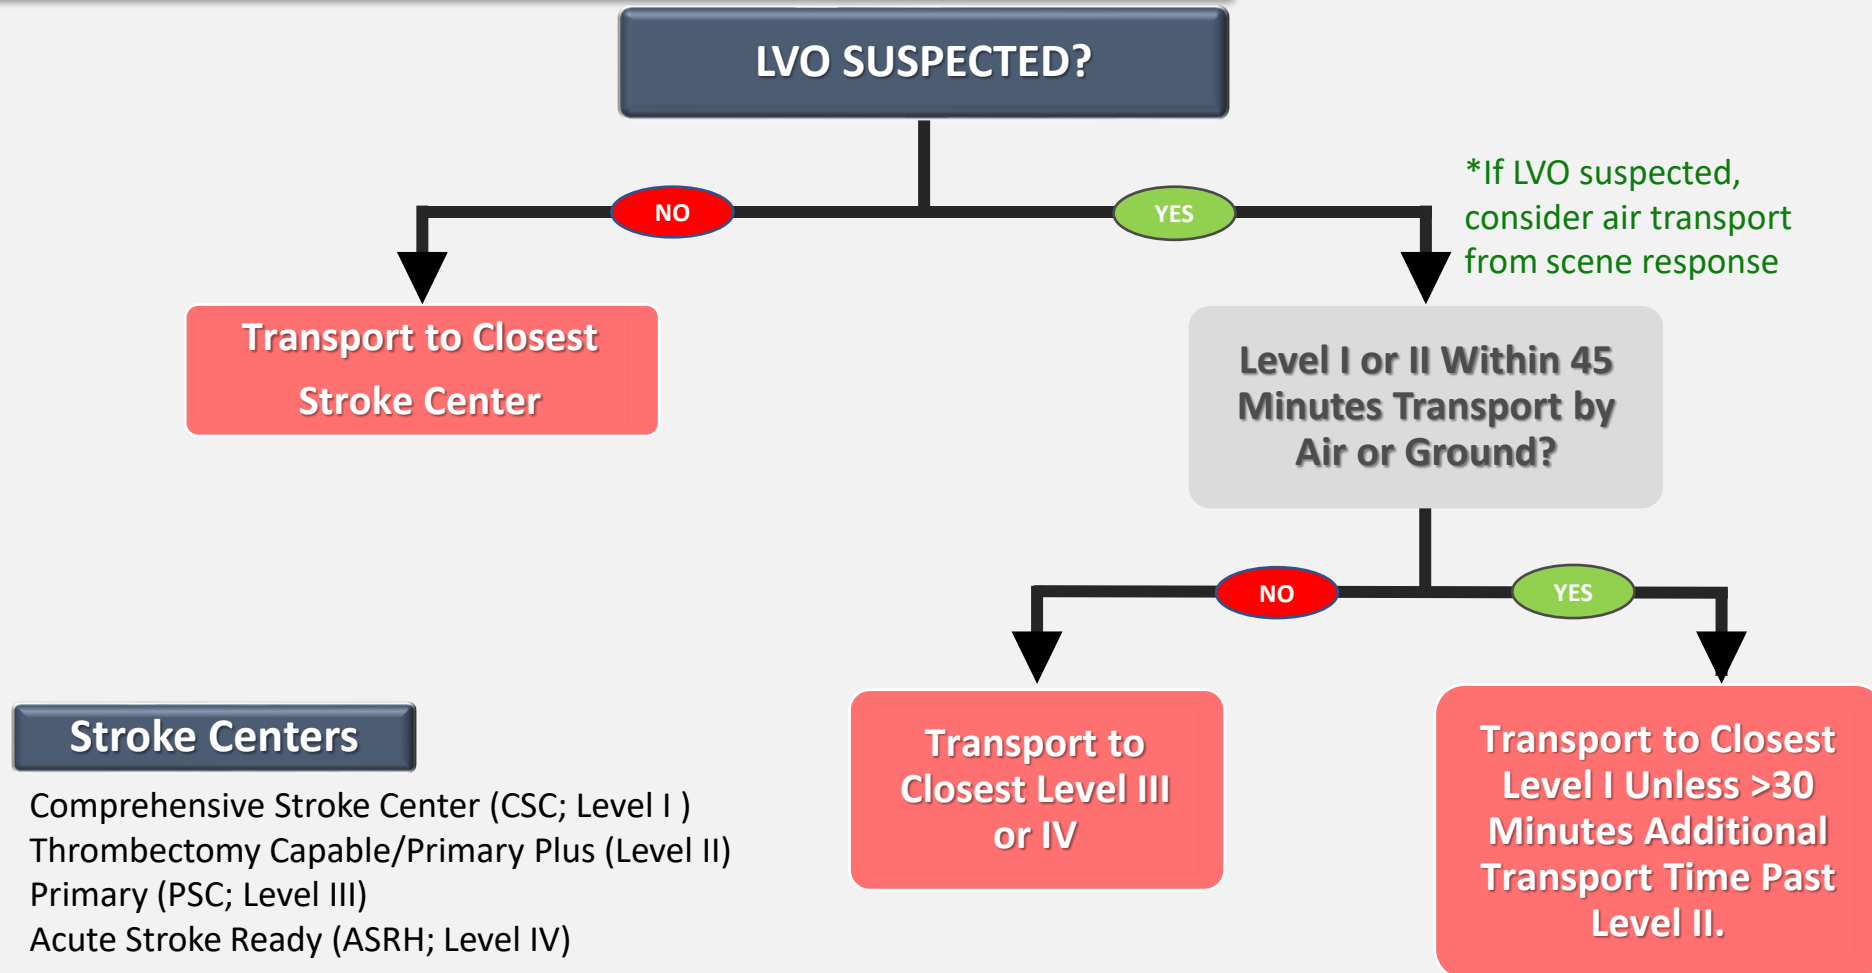 LVO SUSPECTED?
NO
YES
*If LVO suspected,
consider air transport
from scene response
Transport to Closest
Stroke Center
Level I or II Within 45
Minutes Transport by
Air or Ground?
NO
YES
Transport to
Closest Level III
or IV
Transport to Closest
Level I Unless >30
Minutes Additional
Transport Time Past
Level II.
Stroke Centers
Comprehensive Stroke Center (CSC; Level I )
Thrombectomy Capable/Primary Plus (Level II)
Primary (PSC; Level III)
Acute Stroke Ready (ASRH; Level IV)